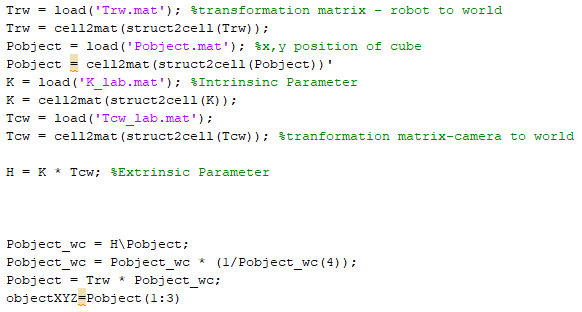 Trw = load('Trw.mat'); %transformation matrix - robot to world
Trw = cell2mat(struct2cell(Trw));
Pobject = load('Pobject.mat'); %x,y position of cube
Pobject = cell2mat(struct2cell(Pobject))'
K = load('K_lab.mat'); %Intrinsinc Parameter
K = cell2mat(struct2cell(K));
Tcw = load('Tcw_lab.mat');
Tcw = cell2mat(struct2cell(Tcw)); %tranformation matrix-camera to world
H = K * Tcw; %Extrinsic Parameter
Pobject_wc = H\Pobject;
Pobject_wc = Pobject_wc * (1/Pobject_wc(4));
Pobject = Trw * Pobject_wc;
objectXYZ=Pobject(1:3)